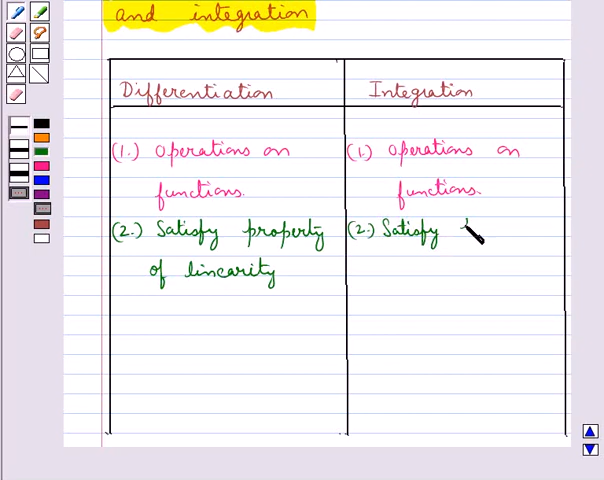 and integration
Differentiation
Integration
(1.) Operations on
functions.
(2.) Satisfy property
of linearity
(1.) Operations on
functions.
(2.) Satisfy